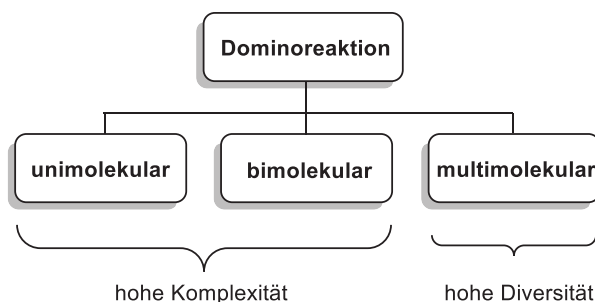 Dominoreaktion
unimolekular
bimolekular
multimolekular
hohe Komplexität
hohe Diversität